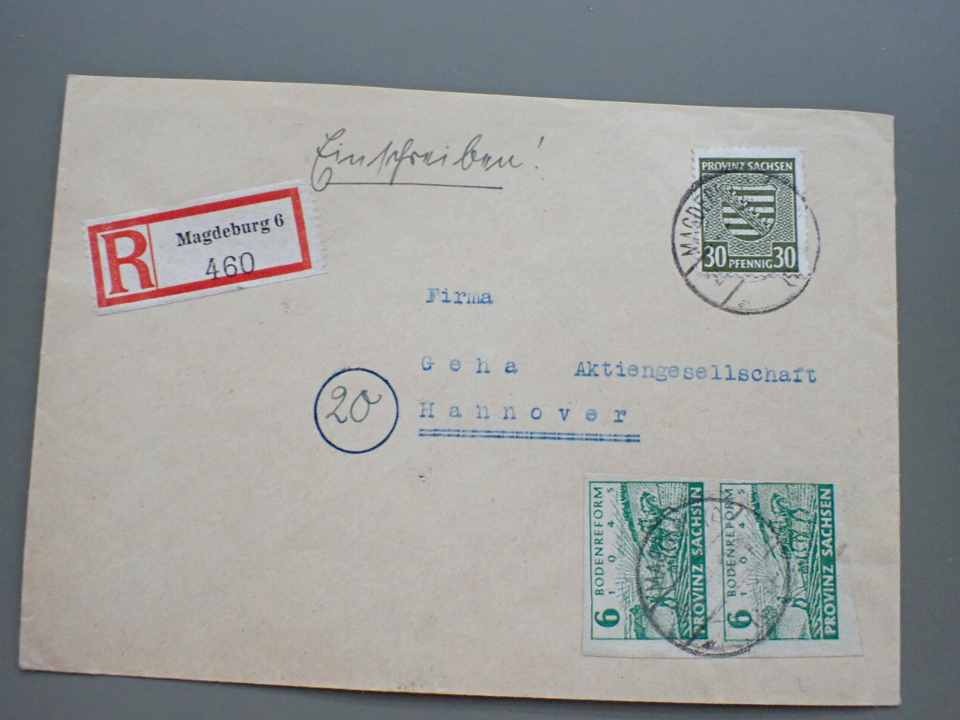 Einschreiben!
R
Magdeburg 6
460
PROVINZ SACHSEN
30 PFENNIG 30
Firma
Geha Aktiengesellschaft
20
Hannover
6 BODENREFORM
1945
PROVINZ SACHSEN
6 BODENREFORM
1945
PROVINZ SACHSEN